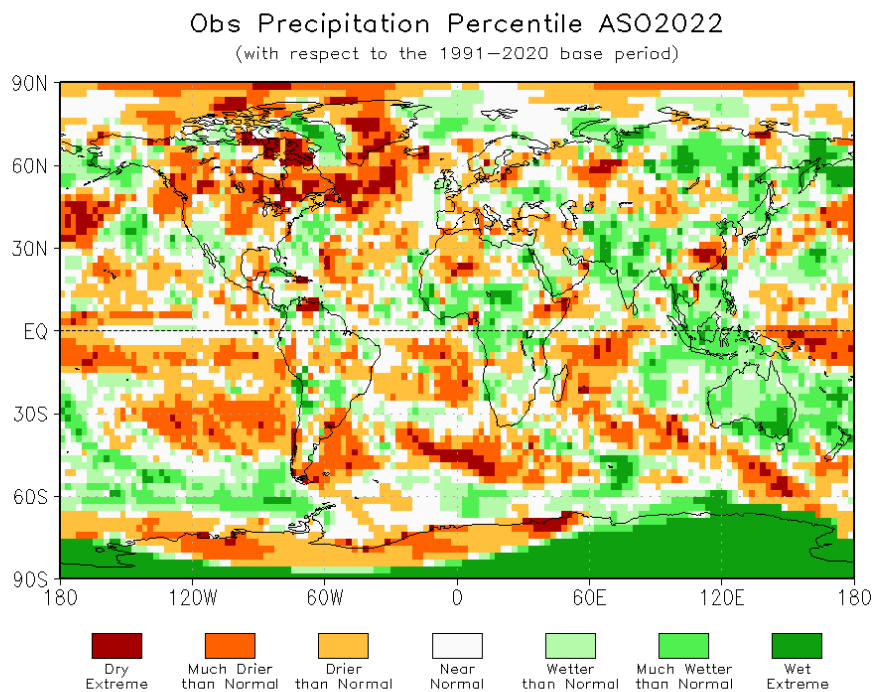 Obs Precipitation Percentile ASO2022
(with respect to the 1991–2020 base period)
90N
60N
30N
EQ
30S
60S
90S
180 120W 60W 0 60E 120E 180
Dry Extreme
Much Drier than Normal
Drier than Normal
Near Normal
Wetter than Normal
Much Wetter than Normal
Wet Extreme